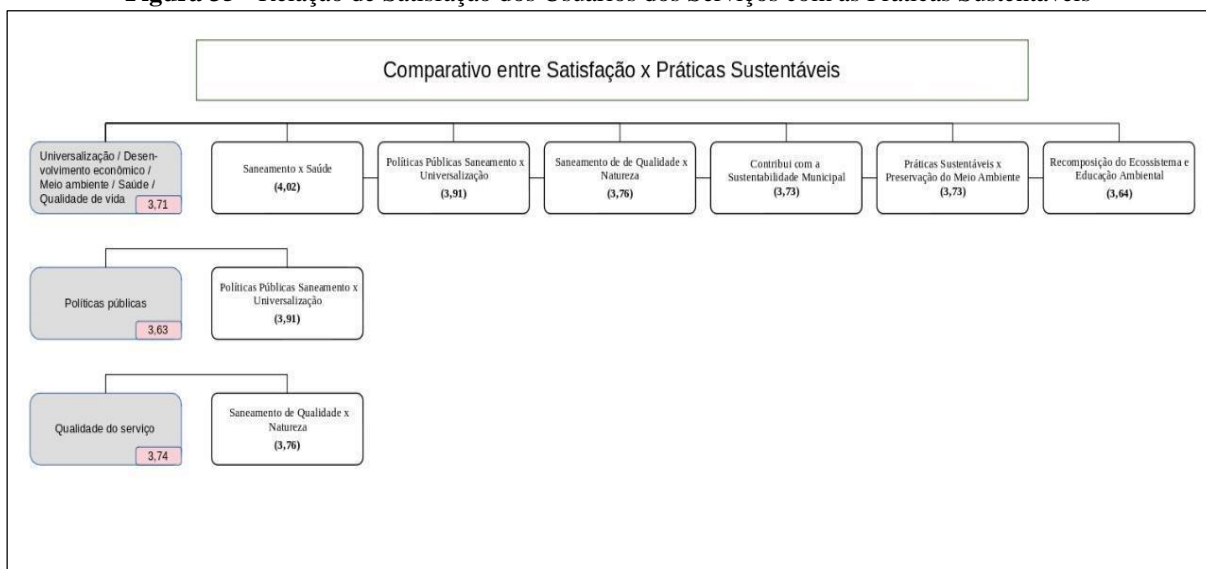 Comparativo entre Satisfação x Práticas Sustentáveis
Universalização / Desen-
volvimento econômico /
Meio ambiente / Saúde /
Qualidade de vida
3,71
Saneamento x Saúde
(4,02)
Políticas Públicas Saneamento x
Universalização
(3,91)
Saneamento de de Qualidade x
Natureza
(3,76)
Contribui com a
Sustentabilidade Municipal
(3,73)
Práticas Sustentáveis x
Preservação do Meio Ambiente
(3,73)
Recomposição do Ecossistema e
Educação Ambiental
(3,64)
Políticas públicas
3,63
Políticas Públicas Saneamento x
Universalização
(3,91)
Qualidade do serviço
3,74
Saneamento de Qualidade x
Natureza
(3,76)